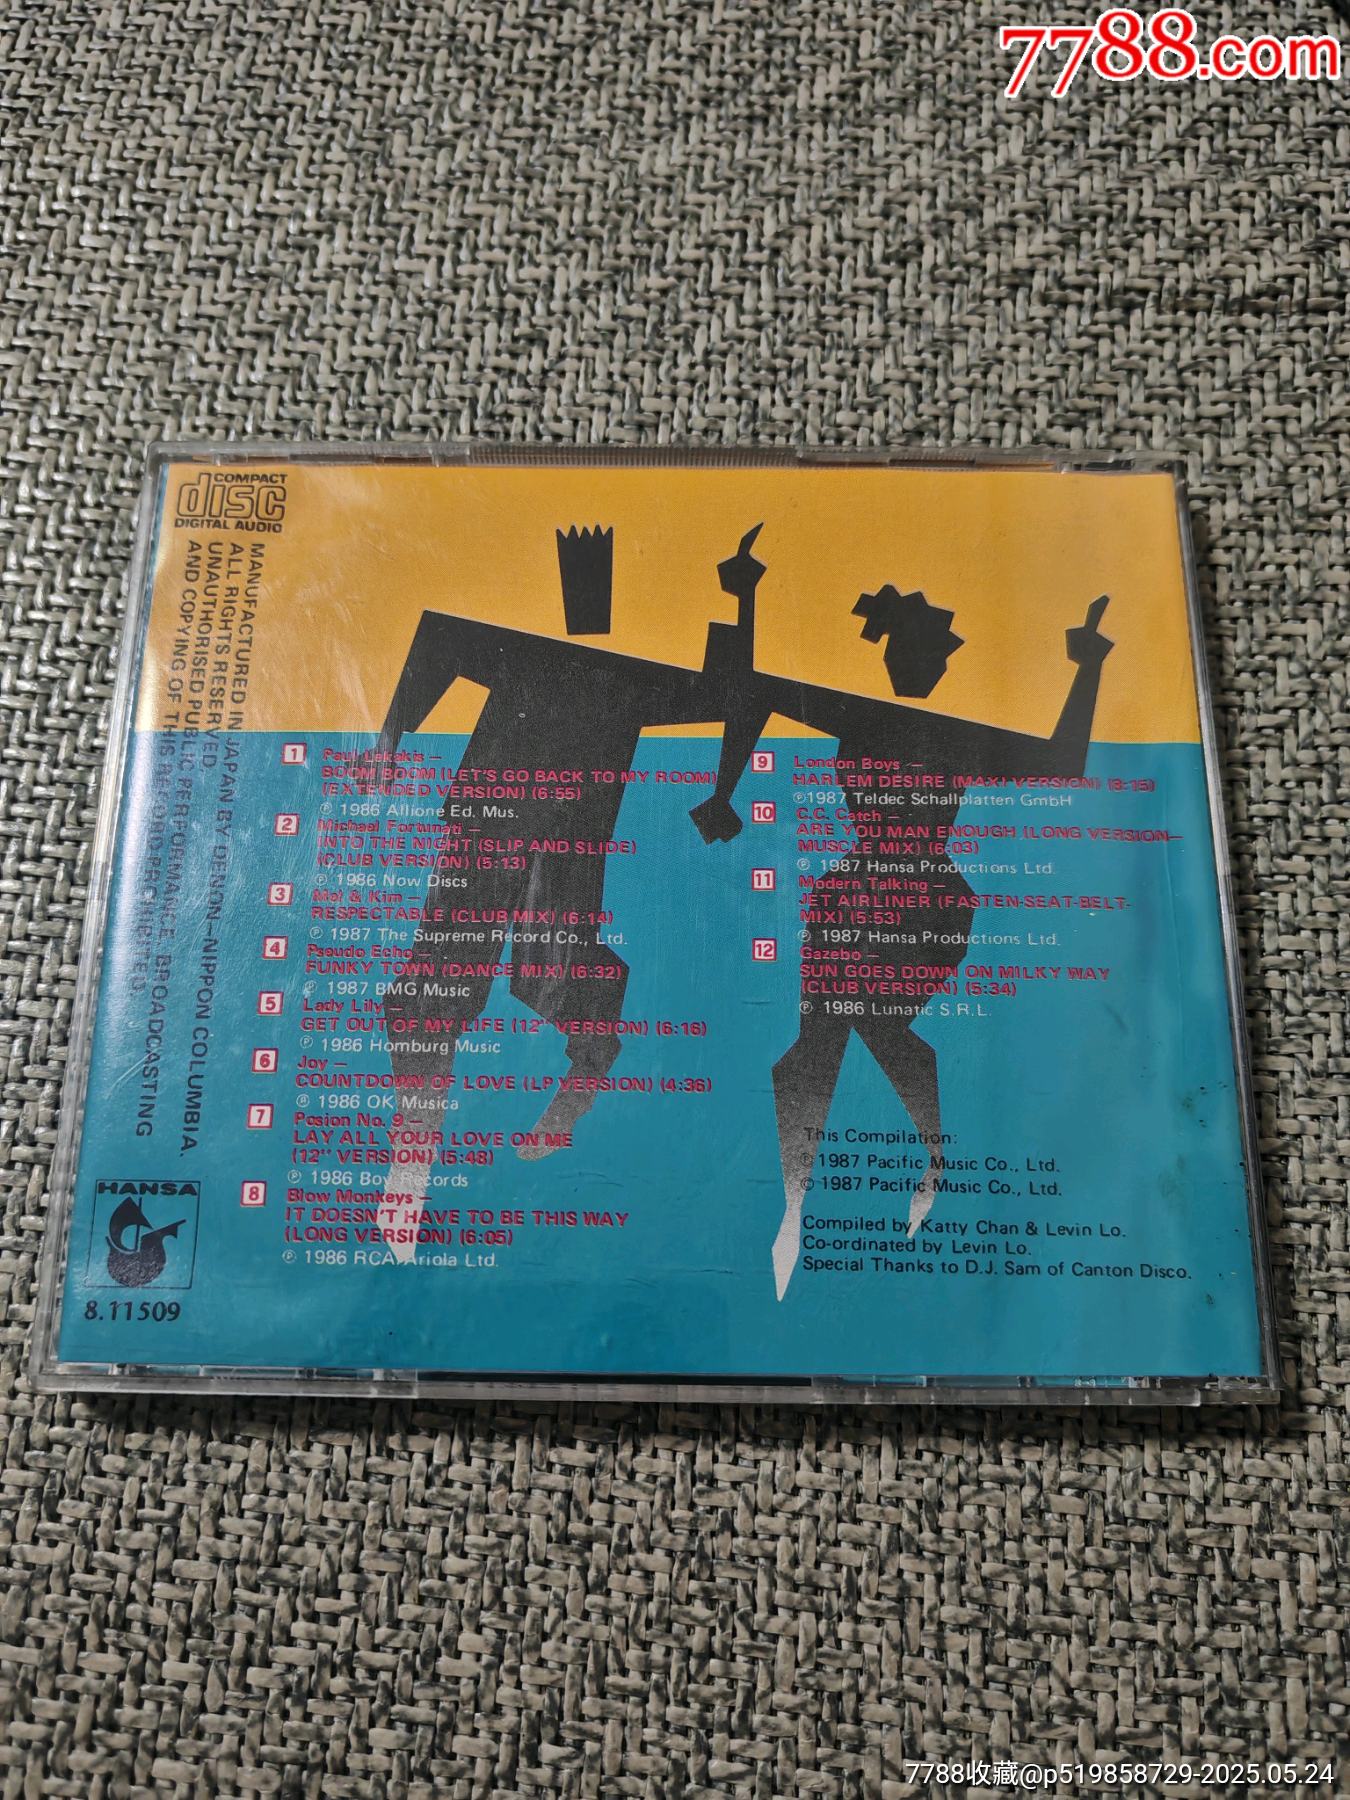 7788.com
COMPACT
disc
DIGITAL AUDIO
MANUFACTURED IN JAPAN BY DENON-NIPPON COLUMBIA.
ALL RIGHTS RESERVED.
UNAUTHORISED PUBLIC PERFORMANCE, BROADCASTING
AND COPYING OF THIS RECORD PROHIBITED.
1 Paul Lekakis —
BOOM BOOM (LET'S GO BACK TO MY ROOM)
(EXTENDED VERSION) (6:55)
℗ 1986 Allione Ed. Mus.
2 Michael Fortunati —
INTO THE NIGHT (SLIP AND SLIDE)
(CLUB VERSION) (5:13)
℗ 1986 Now Discs
3 Mel & Kim —
RESPECTABLE (CLUB MIX) (6:14)
℗ 1987 The Supreme Record Co., Ltd.
4 Pseudo Echo —
FUNKY TOWN (DANCE MIX) (6:32)
℗ 1987 BMG Music
5 Lady Lily —
GET OUT OF MY LIFE (12" VERSION) (6:16)
℗ 1986 Homburg Music
6 Joy —
COUNTDOWN OF LOVE (LP VERSION) (4:36)
℗ 1986 OK Musica
7 Posion No. 9 —
LAY ALL YOUR LOVE ON ME
(12" VERSION) (5:48)
℗ 1986 Boy Records
8 Blow Monkeys —
IT DOESN'T HAVE TO BE THIS WAY
(LONG VERSION) (6:05)
℗ 1986 RCA/Ariola Ltd.
9 London Boys —
HARLEM DESIRE (MAXI VERSION) (8:15)
℗1987 Teldec Schallplatten GmbH
10 C.C. Catch —
ARE YOU MAN ENOUGH (LONG VERSION—
MUSCLE MIX) (6:03)
℗ 1987 Hansa Productions Ltd.
11 Modern Talking —
JET AIRLINER (FASTEN-SEAT-BELT-
MIX) (5:53)
℗ 1987 Hansa Productions Ltd.
12 Gazebo —
SUN GOES DOWN ON MILKY WAY
(CLUB VERSION) (5:34)
℗ 1986 Lunatic S.R.L.
This Compilation:
℗ 1987 Pacific Music Co., Ltd.
© 1987 Pacific Music Co., Ltd.
Compiled by Katty Chan & Levin Lo.
Co-ordinated by Levin Lo.
Special Thanks to D.J. Sam of Canton Disco.
HANSA
8.11509
7788收藏@p519858729-2025.05.24